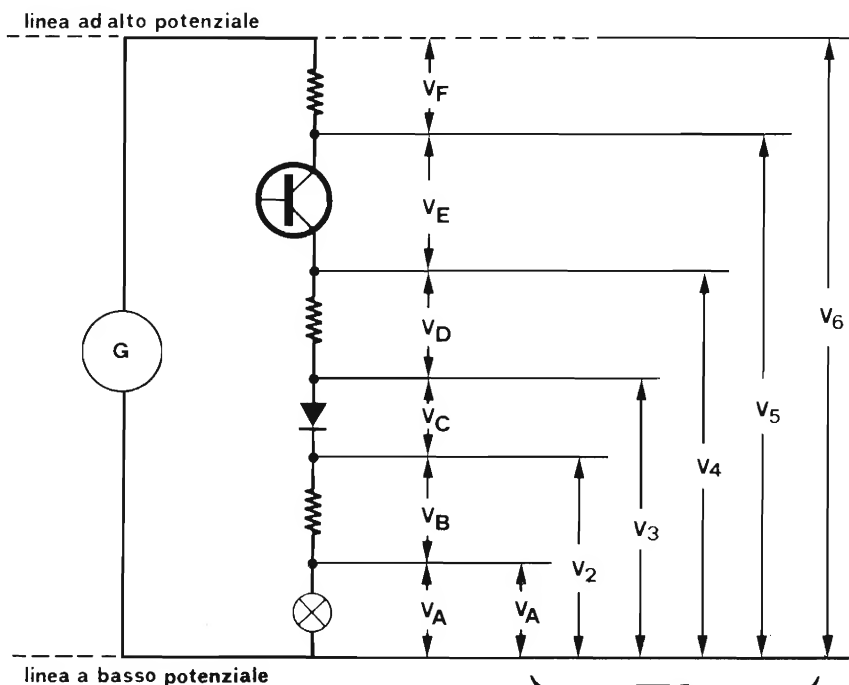 linea ad alto potenziale
VF
VE
G
VD
V6
VC
V5
V4
VB
V3
V2
VA
VA
linea a basso potenziale